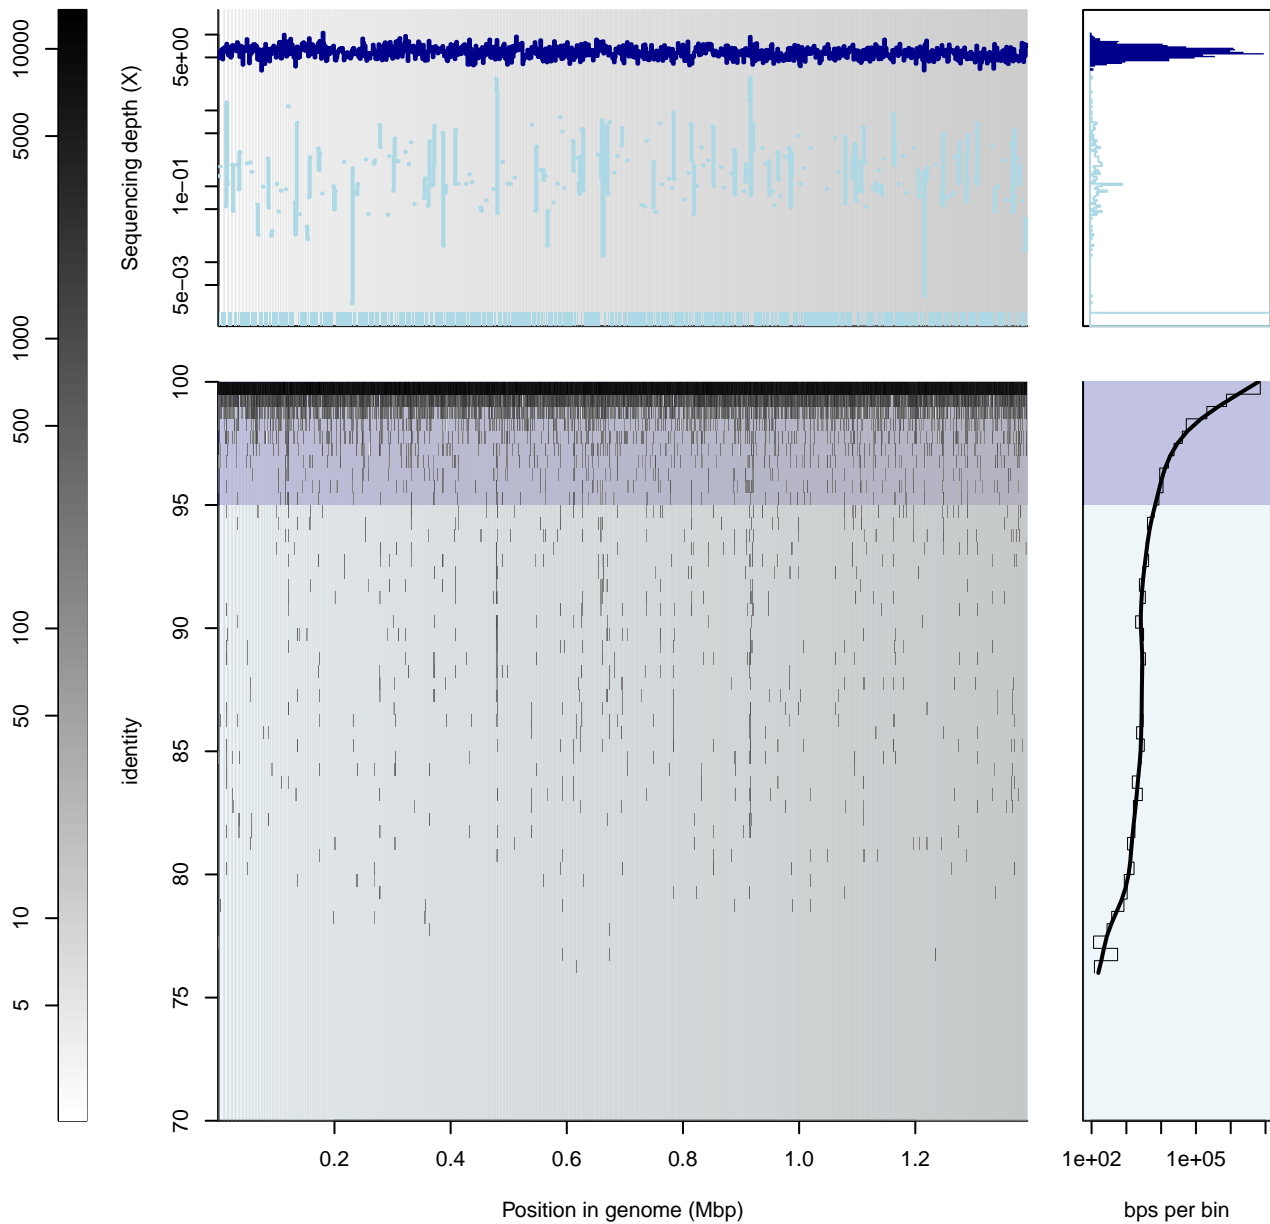 10000
5000
1000
500
100
50
10
5
Sequencing depth (X)
5e+00
1e-01
5e-03
identity
100
95
90
85
80
75
70
0.2 0.4 0.6 0.8 1.0 1.2
Position in genome (Mbp)
1e+02 1e+05
bps per bin